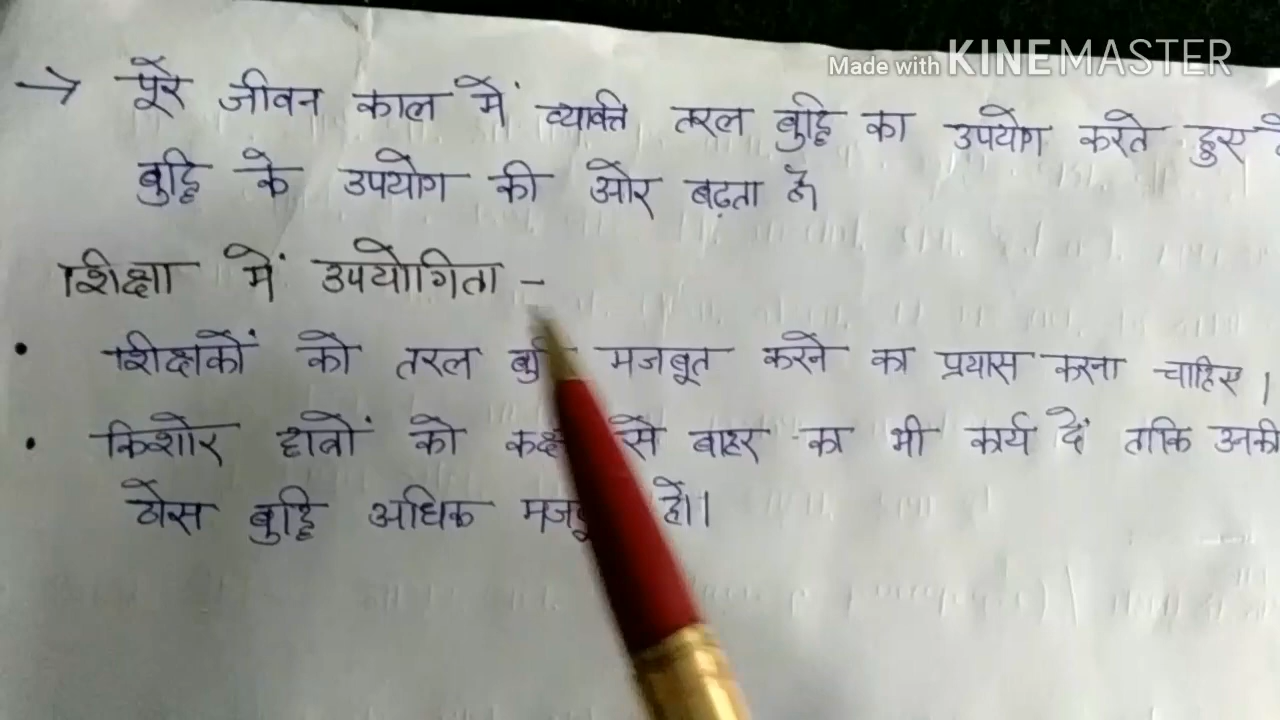 Made with KINEMASTER
→ पूरे जीवन काल में व्यक्ति तरल बुद्धि का उपयोग करते हुए
बुद्धि के उपयोग की ओर बढ़ता है।
शिक्षा में उपयोगिता -
• शिक्षकों को तरल मजबूत करने का प्रयास करना चाहिए।
• किशोर छात्रों को से बाहर का भी कार्य दें ताकि उनकी
ठोस बुद्धि अधिक हो।।